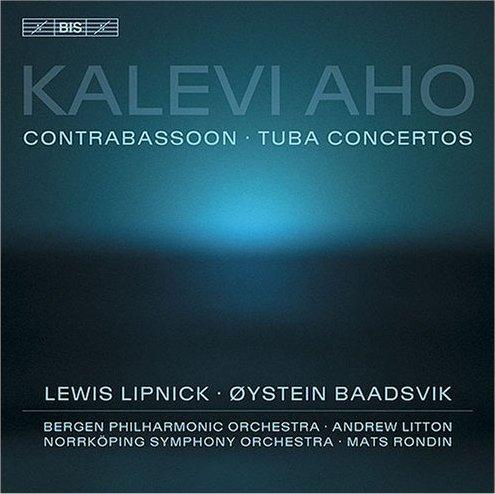 BIS
KALEVI AHO
CONTRABASSOON · TUBA CONCERTOS
LEWIS LIPNICK · ØYSTEIN BAADSVIK
BERGEN PHILHARMONIC ORCHESTRA · ANDREW LITTON
NORRKÖPING SYMPHONY ORCHESTRA · MATS RONDIN